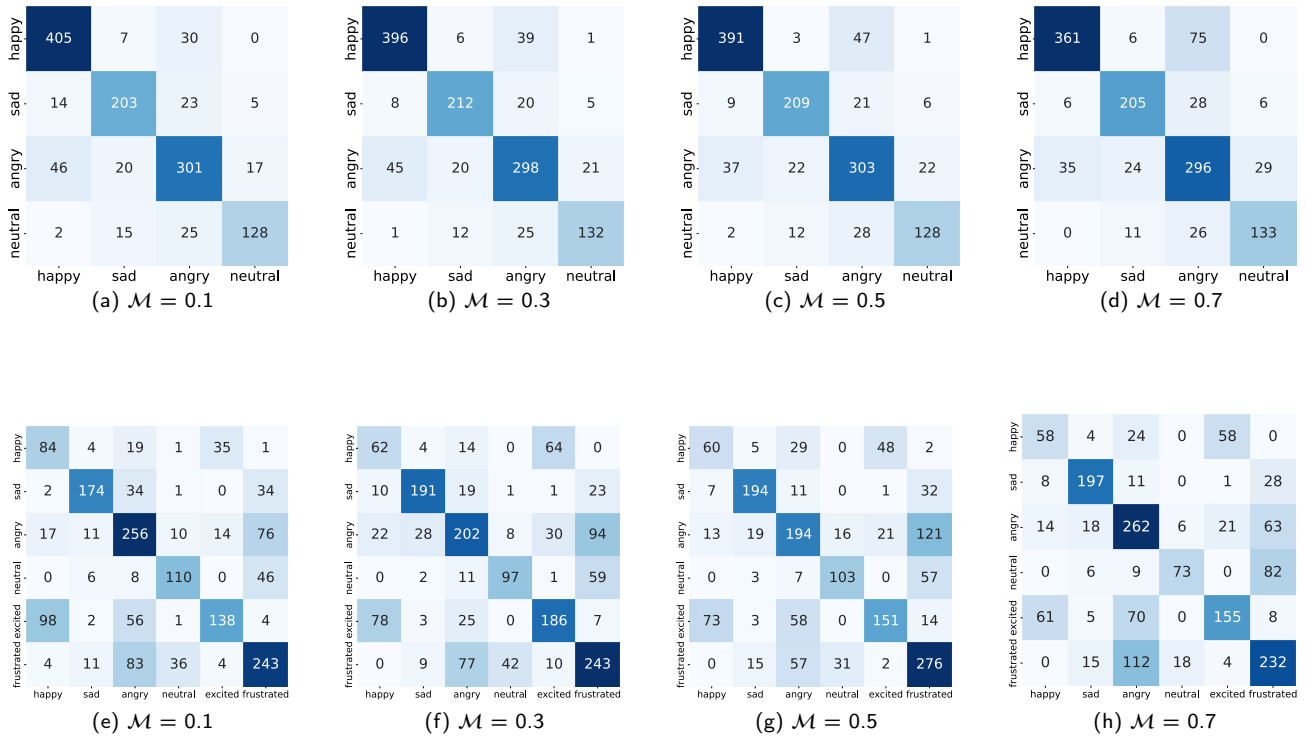 happy 405 7 30 0
sad 14 203 23 5
angry 46 20 301 17
neutral 2 15 25 128
happy sad angry neutral
(a) ℳ = 0.1
happy 396 6 39 1
sad 8 212 20 5
angry 45 20 298 21
neutral 1 12 25 132
happy sad angry neutral
(b) ℳ = 0.3
happy 391 3 47 1
sad 9 209 21 6
angry 37 22 303 22
neutral 2 12 28 128
happy sad angry neutral
(c) ℳ = 0.5
happy 361 6 75 0
sad 6 205 28 6
angry 35 24 296 29
neutral 0 11 26 133
happy sad angry neutral
(d) ℳ = 0.7
happy 84 4 19 1 35 1
sad 2 174 34 1 0 34
angry 17 11 256 10 14 76
neutral 0 6 8 110 0 46
excited 98 2 56 1 138 4
frustrated 4 11 83 36 4 243
happy sad angry neutral excited frustrated
(e) ℳ = 0.1
happy 62 4 14 0 64 0
sad 10 191 19 1 1 23
angry 22 28 202 8 30 94
neutral 0 2 11 97 1 59
excited 78 3 25 0 186 7
frustrated 0 9 77 42 10 243
happy sad angry neutral excited frustrated
(f) ℳ = 0.3
happy 60 5 29 0 48 2
sad 7 194 11 0 1 32
angry 13 19 194 16 21 121
neutral 0 3 7 103 0 57
excited 73 3 58 0 151 14
frustrated 0 15 57 31 2 276
happy sad angry neutral excited frustrated
(g) ℳ = 0.5
happy 58 4 24 0 58 0
sad 8 197 11 0 1 28
angry 14 18 262 6 21 63
neutral 0 6 9 73 0 82
excited 61 5 70 0 155 8
frustrated 0 15 112 18 4 232
happy sad angry neutral excited frustrated
(h) ℳ = 0.7